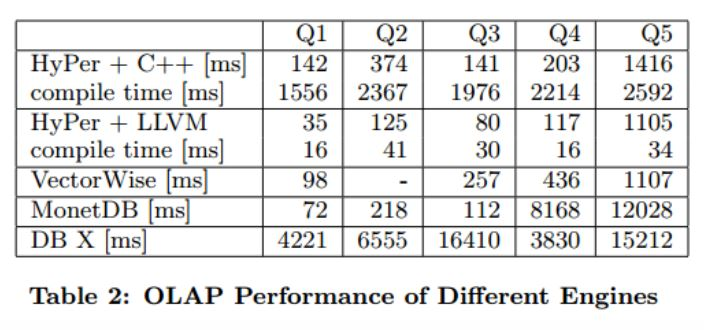 Q1 Q2 Q3 Q4 Q5
HyPer + C++ [ms] 142 374 141 203 1416
compile time [ms] 1556 2367 1976 2214 2592
HyPer + LLVM 35 125 80 117 1105
compile time [ms] 16 41 30 16 34
VectorWise [ms] 98 - 257 436 1107
MonetDB [ms] 72 218 112 8168 12028
DB X [ms] 4221 6555 16410 3830 15212
Table 2: OLAP Performance of Different Engines